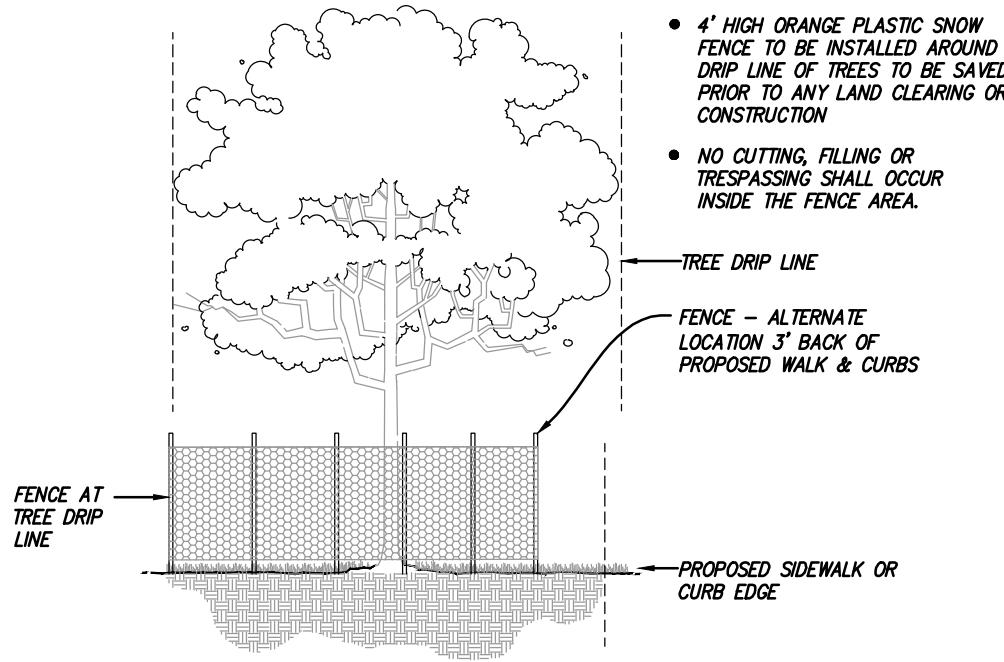 ● 4' HIGH ORANGE PLASTIC SNOW
FENCE TO BE INSTALLED AROUND
DRIP LINE OF TREES TO BE SAVED
PRIOR TO ANY LAND CLEARING OR
CONSTRUCTION
● NO CUTTING, FILLING OR
TRESPASSING SHALL OCCUR
INSIDE THE FENCE AREA.
TREE DRIP LINE
FENCE – ALTERNATE
LOCATION 3' BACK OF
PROPOSED WALK & CURBS
FENCE AT
TREE DRIP
LINE
PROPOSED SIDEWALK OR
CURB EDGE